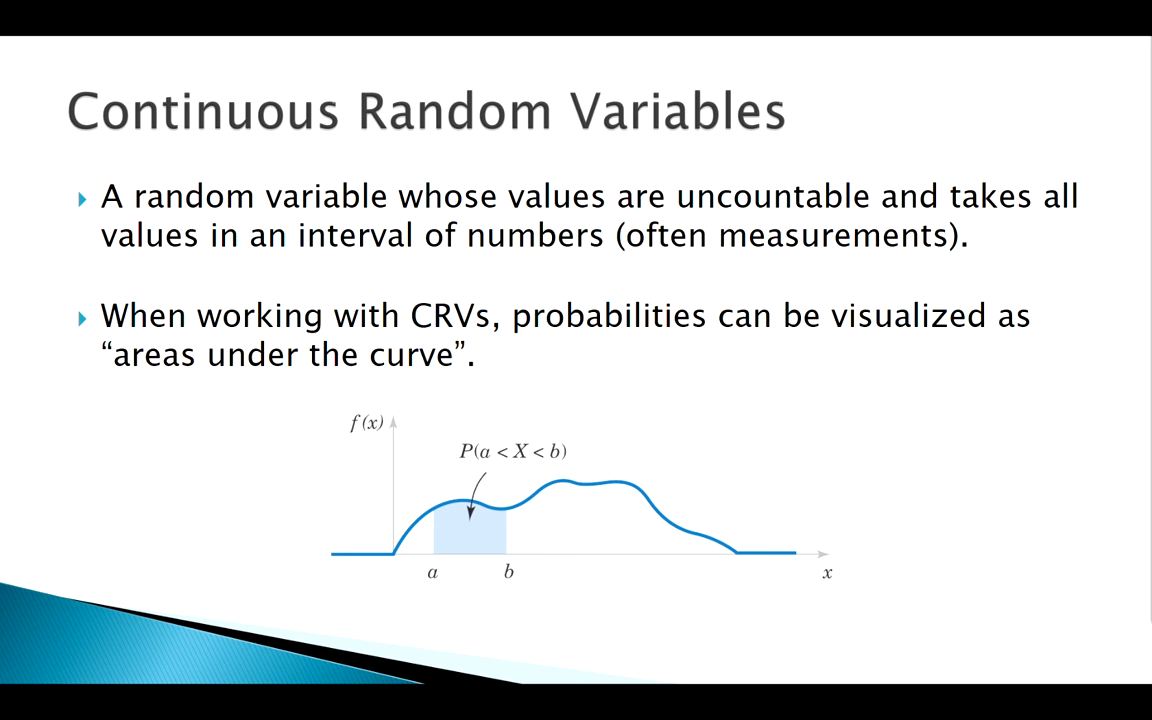 Continuous Random Variables
A random variable whose values are uncountable and takes all
values in an interval of numbers (often measurements).
When working with CRVs, probabilities can be visualized as
“areas under the curve”.
f(x)
P(a < X < b)
a b x